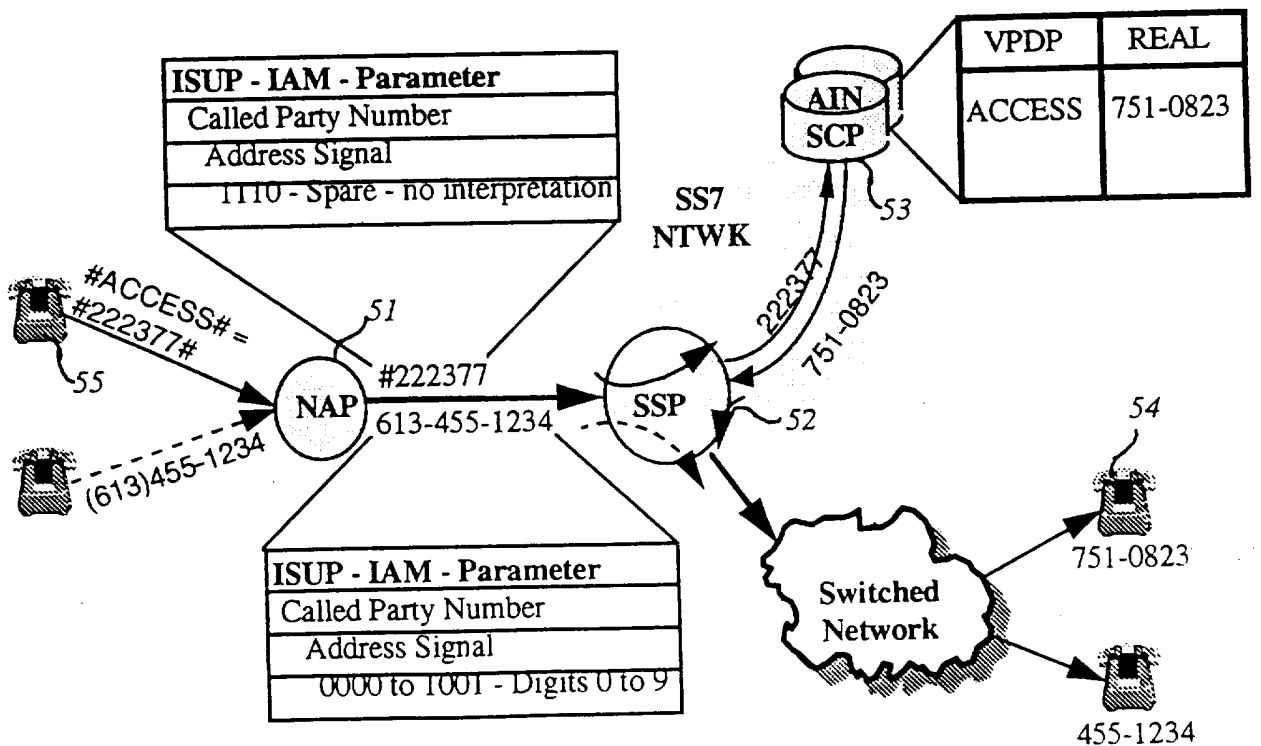 VPDP REAL
ACCESS 751-0823
ISUP - IAM - Parameter
Called Party Number
Address Signal
1110 - Spare - no interpretation
AIN
SCP
53
SS7
NTWK
222377
751-0823
#ACCESS# =
#222377#
55
51
NAP
#222377
613-455-1234
SSP
52
(613)455-1234
54
751-0823
ISUP - IAM - Parameter
Called Party Number
Address Signal
0000 to 1001 - Digits 0 to 9
Switched
Network
455-1234